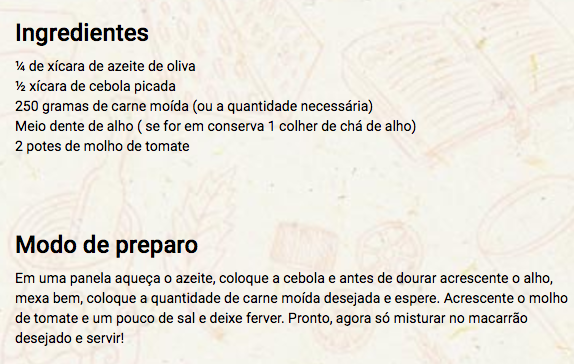 Ingredientes
¼ de xícara de azeite de oliva
½ xícara de cebola picada
250 gramas de carne moída (ou a quantidade necessária)
Meio dente de alho ( se for em conserva 1 colher de chá de alho)
2 potes de molho de tomate
Modo de preparo
Em uma panela aqueça o azeite, coloque a cebola e antes de dourar acrescente o alho,
mexa bem, coloque a quantidade de carne moída desejada e espere. Acrescente o molho
de tomate e um pouco de sal e deixe ferver. Pronto, agora só misturar no macarrão
desejado e servir!